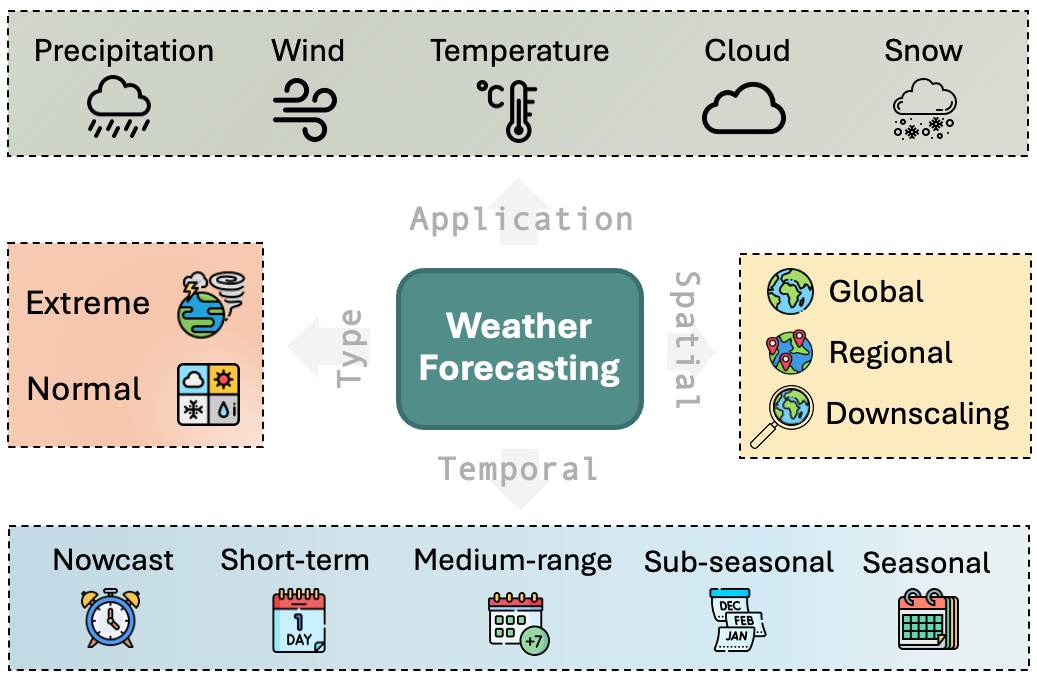 Precipitation Wind Temperature Cloud Snow
°C
Application
Extreme
Normal
Type
Weather
Forecasting
Spatial
Global
Regional
Downscaling
Temporal
Nowcast Short-term Medium-range Sub-seasonal Seasonal
1
DAY
+7
DEC
FEB
JAN